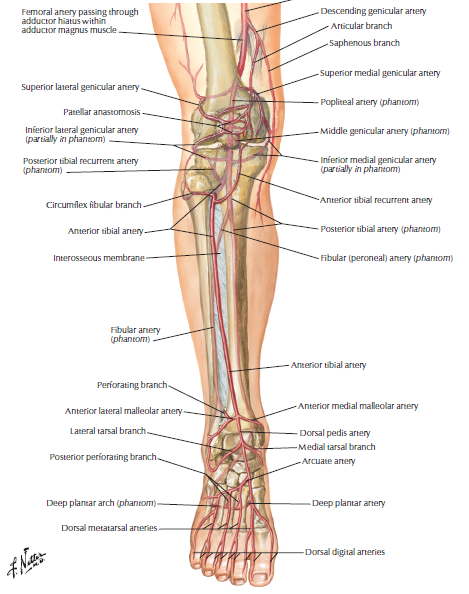 Femoral artery passing through
adductor hiatus within
adductor magnus muscle
Superior lateral genicular artery
Patellar anastomosis
Inferior lateral genicular artery
(partially in phantom)
Posterior tibial recurrent artery
(phantom)
Circumflex fibular branch
Anterior tibial artery
Interosseous membrane
Fibular artery
(phantom)
Perforating branch
Anterior lateral malleolar artery
Lateral tarsal branch
Posterior perforating branch
Deep plantar arch (phantom)
Dorsal metatarsal arteries
Descending genicular artery
Articular branch
Saphenous branch
Superior medial genicular artery
Popliteal artery (phantom)
Middle genicular artery (phantom)
Inferior medial genicular artery
(partially in phantom)
Anterior tibial recurrent artery
Posterior tibial artery (phantom)
Fibular (peroneal) artery (phantom)
Anterior tibial artery
Anterior medial malleolar artery
Dorsal pedis artery
Medial tarsal branch
Arcuate artery
Deep plantar artery
Dorsal digital arteries
F. Netter
M.D.